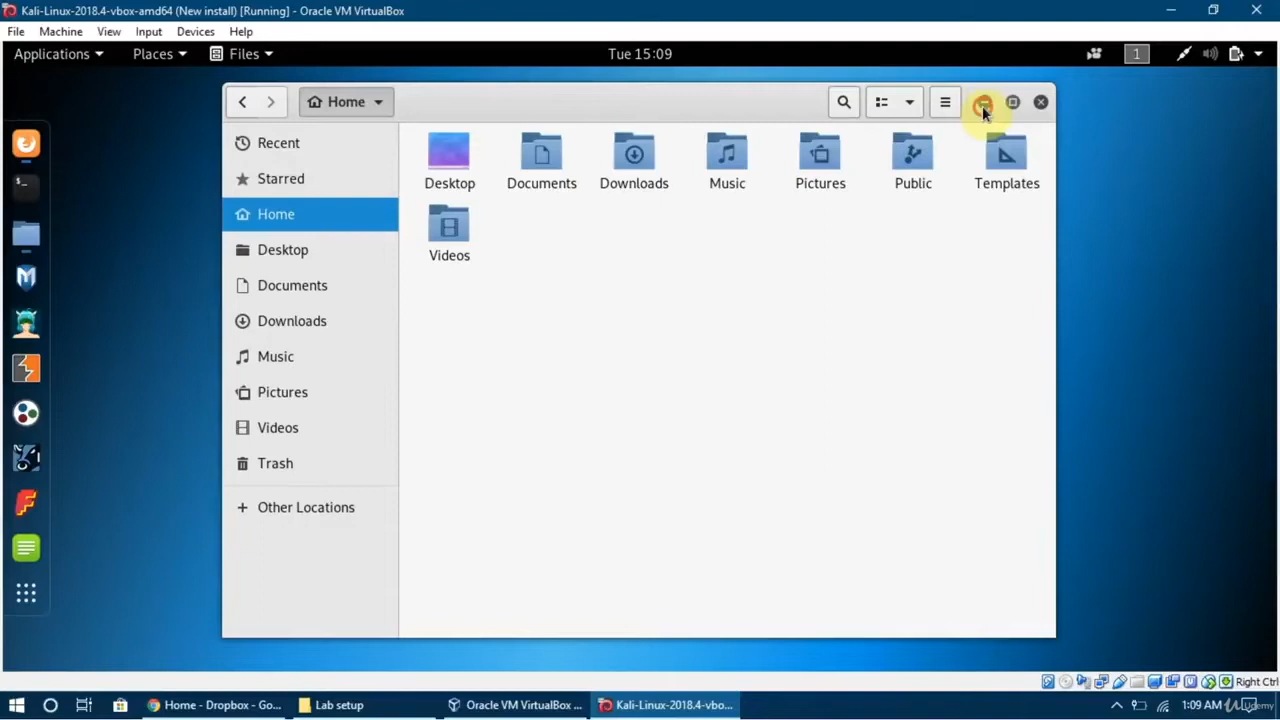 Kali-Linux-2018.4-vbox-amd64 (New install) [Running] - Oracle VM VirtualBox
File Machine View Input Devices Help
Applications Places Files Tue 15:09 1
Home
Recent
Starred
Home
Desktop
Documents
Downloads
Music
Pictures
Videos
Trash
+ Other Locations
Desktop Documents Downloads Music Pictures Public Templates
Videos
$_
Right Ctrl
Home - Dropbox - Go... Lab setup Oracle VM VirtualBox ... Kali-Linux-2018.4-vbo... 1:09 AM
Udemy